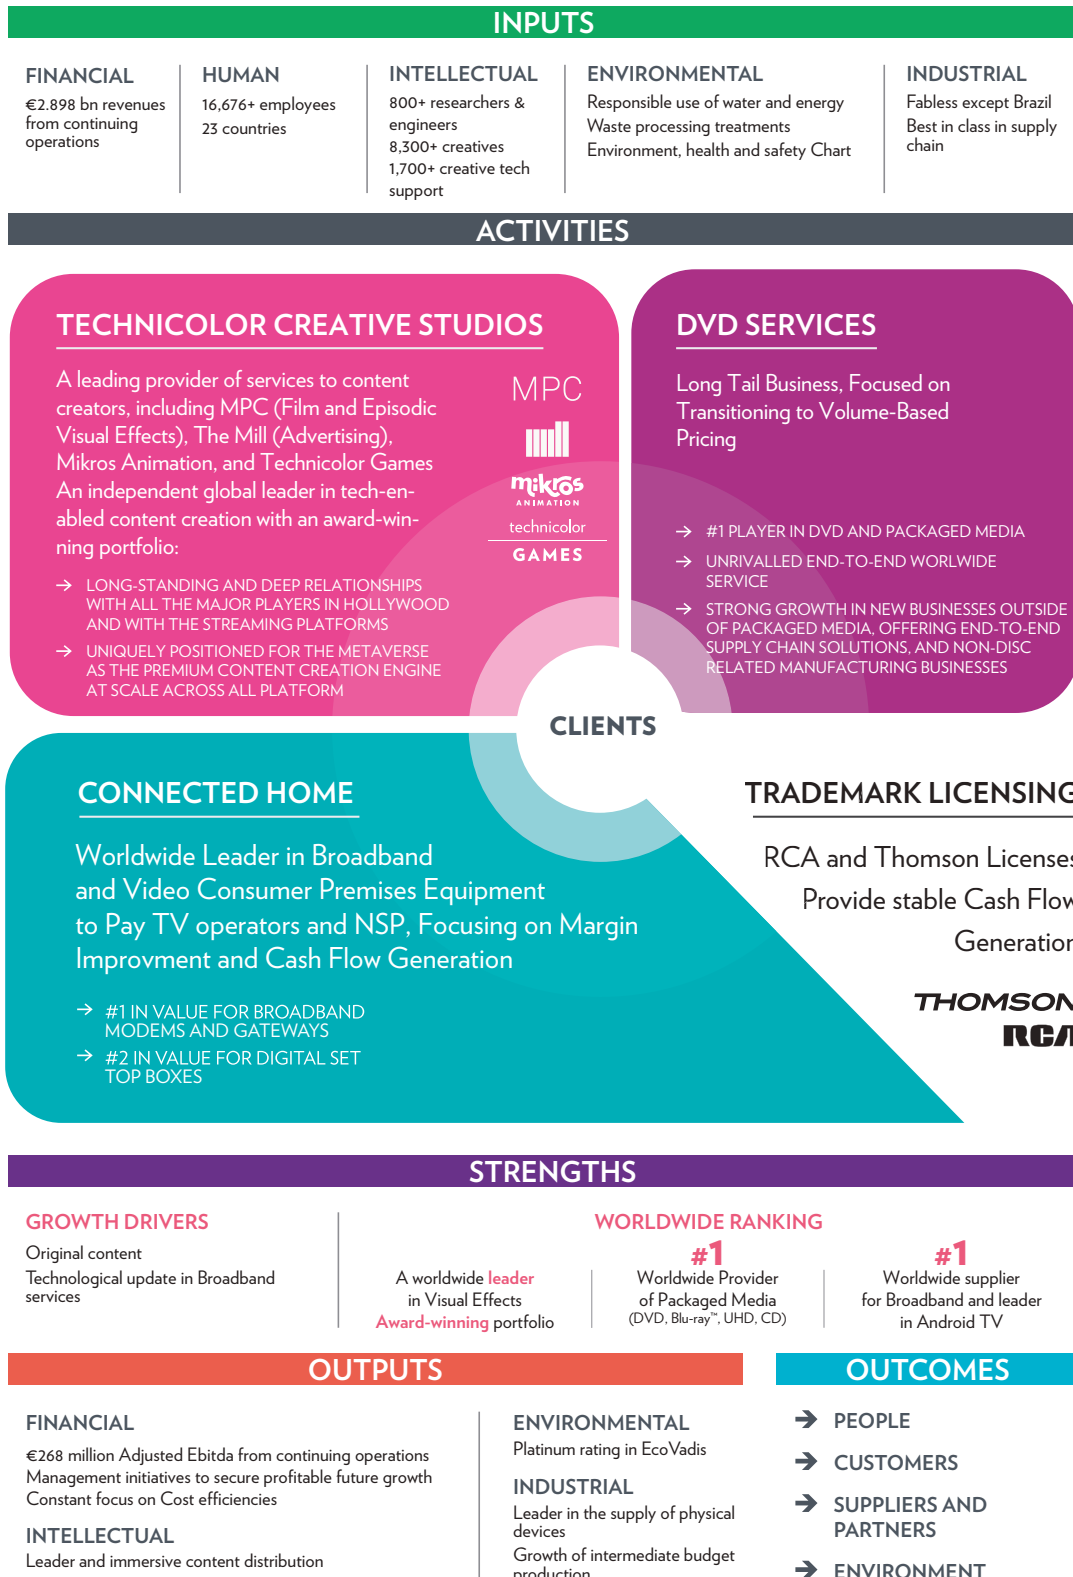 INPUTS
FINANCIAL
€2.898 bn revenues
from continuing
operations
HUMAN
16,676+ employees
23 countries
INTELLECTUAL
800+ researchers &
engineers
8,300+ creatives
1,700+ creative tech
support
ENVIRONMENTAL
Responsible use of water and energy
Waste processing treatments
Environment, health and safety Chart
INDUSTRIAL
Fabless except Brazil
Best in class in supply
chain
ACTIVITIES
TECHNICOLOR CREATIVE STUDIOS
A leading provider of services to content
creators, including MPC (Film and Episodic
Visual Effects), The Mill (Advertising),
Mikros Animation, and Technicolor Games
An independent global leader in tech-en-
abled content creation with an award-win-
ning portfolio:
→ LONG-STANDING AND DEEP RELATIONSHIPS
WITH ALL THE MAJOR PLAYERS IN HOLLYWOOD
AND WITH THE STREAMING PLATFORMS
→ UNIQUELY POSITIONED FOR THE METAVERSE
AS THE PREMIUM CONTENT CREATION ENGINE
AT SCALE ACROSS ALL PLATFORM
MPC
mikros
ANIMATION
technicolor
GAMES
DVD SERVICES
Long Tail Business, Focused on
Transitioning to Volume-Based
Pricing
→ #1 PLAYER IN DVD AND PACKAGED MEDIA
→ UNRIVALLED END-TO-END WORLWIDE
SERVICE
→ STRONG GROWTH IN NEW BUSINESSES OUTSIDE
OF PACKAGED MEDIA, OFFERING END-TO-END
SUPPLY CHAIN SOLUTIONS, AND NON-DISC
RELATED MANUFACTURING BUSINESSES
CLIENTS
CONNECTED HOME
Worldwide Leader in Broadband
and Video Consumer Premises Equipment
to Pay TV operators and NSP, Focusing on Margin
Improvment and Cash Flow Generation
→ #1 IN VALUE FOR BROADBAND
MODEMS AND GATEWAYS
→ #2 IN VALUE FOR DIGITAL SET
TOP BOXES
TRADEMARK LICENSING
RCA and Thomson Licenses
Provide stable Cash Flow
Generation
THOMSON
RCA
STRENGTHS
GROWTH DRIVERS
Original content
Technological update in Broadband
services
WORLDWIDE RANKING
A worldwide leader
in Visual Effects
Award-winning portfolio
#1
Worldwide Provider
of Packaged Media
(DVD, Blu-ray™, UHD, CD)
#1
Worldwide supplier
for Broadband and leader
in Android TV
OUTPUTS
FINANCIAL
€268 million Adjusted Ebitda from continuing operations
Management initiatives to secure profitable future growth
Constant focus on Cost efficiencies
INTELLECTUAL
Leader and immersive content distribution
ENVIRONMENTAL
Platinum rating in EcoVadis
INDUSTRIAL
Leader in the supply of physical
devices
Growth of intermediate budget
production
OUTCOMES
→ PEOPLE
→ CUSTOMERS
→ SUPPLIERS AND
PARTNERS
→ ENVIRONMENT